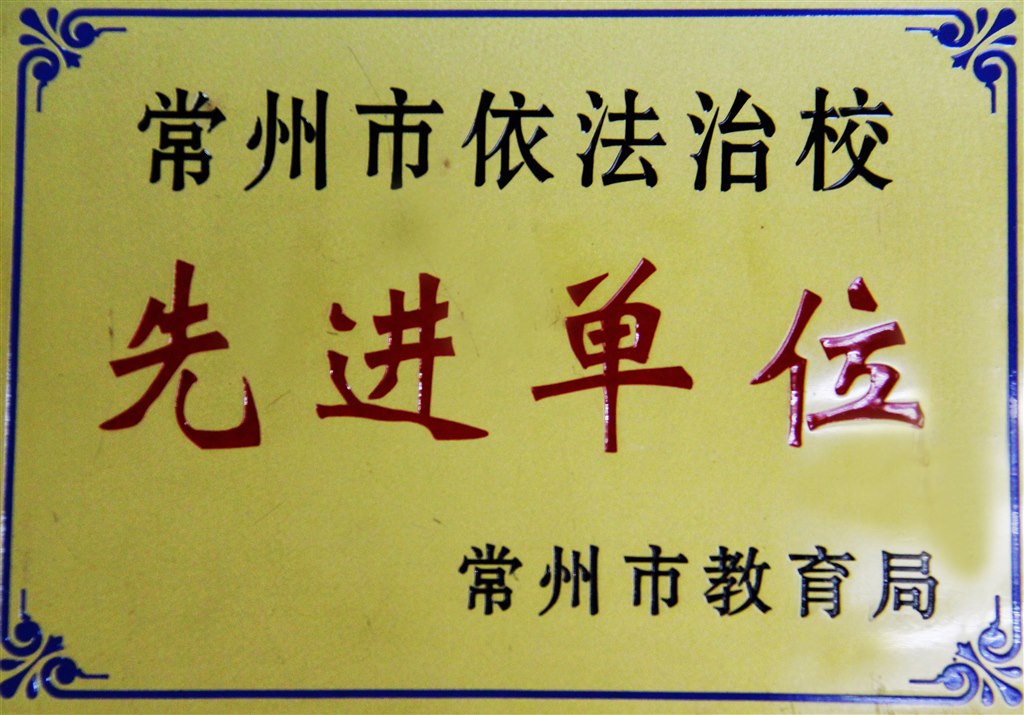 常州市依法治校
先进单位
常州市教育局